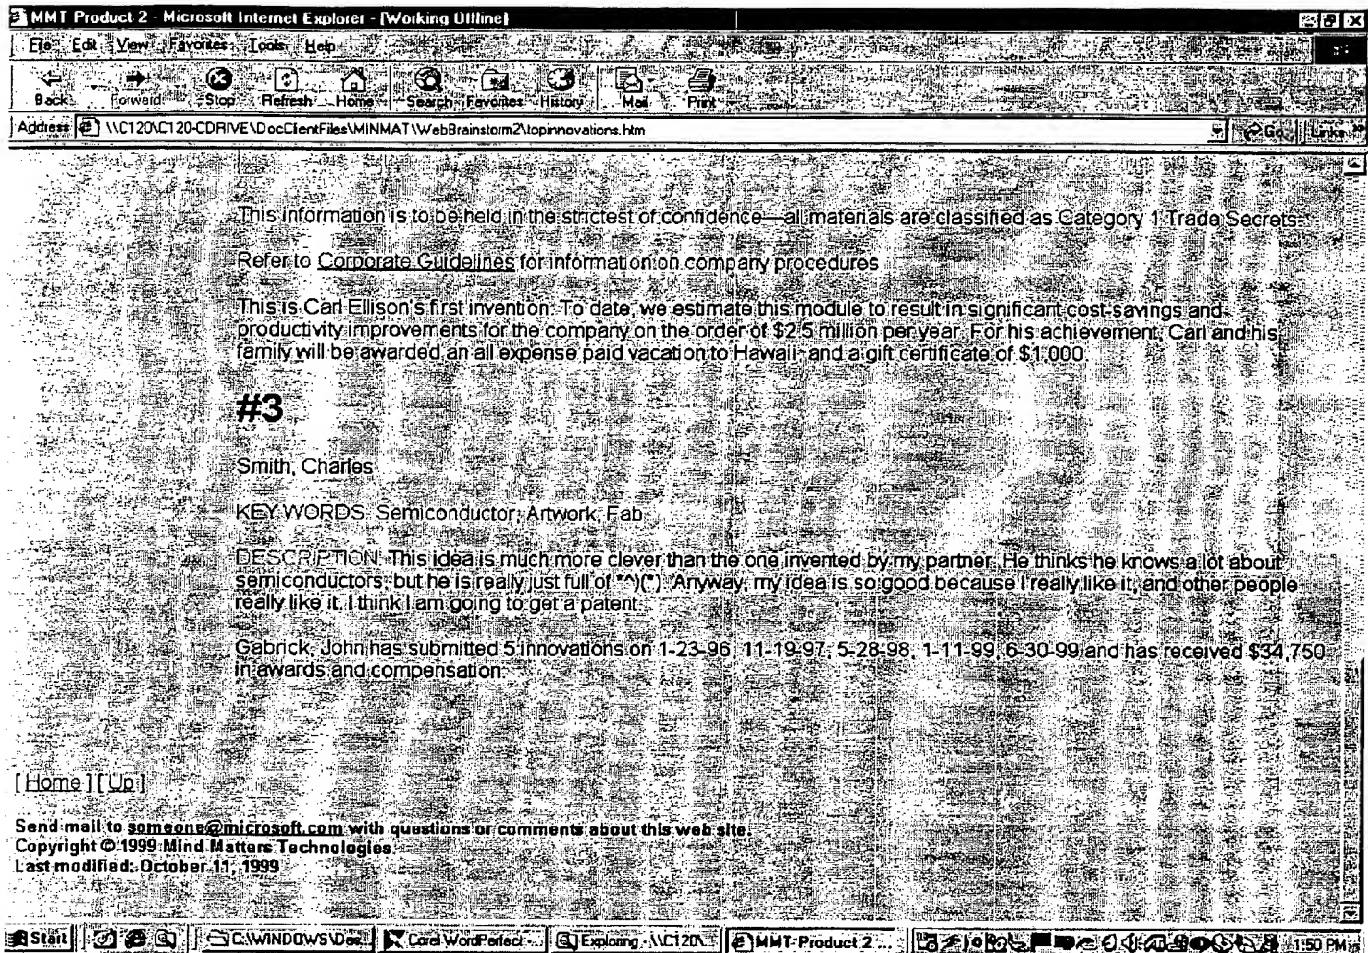 MMT Product 2 - Microsoft Internet Explorer - [Working Offline]
File Edit View Favorites Tools Help
Back Forward Stop Refresh Home Search Favorites History Mail Print
Address \\C120\C120-CDRIVE\DocClientFiles\MINMAT\WebBrainstorm2\topinnovations.htm Go Links
This information is to be held in the strictest of confidence—all materials are classified as Category 1 Trade Secrets.
Refer to Corporate Guidelines for information on company procedures
This is Carl Ellison's first invention. To date, we estimate this module to result in significant cost-savings and
productivity improvements for the company on the order of $2.5 million per year. For his achievement, Carl and his
family will be awarded an all expense paid vacation to Hawaii, and a gift certificate of $1,000.
#3
Smith, Charles
KEY WORDS: Semiconductor, Artwork, Fab
DESCRIPTION: This idea is much more clever than the one invented by my partner. He thinks he knows a lot about
semiconductors, but he is really just full of *^)(*). Anyway, my idea is so good because I really like it, and other people
really like it. I think I am going to get a patent.
Gabrick, John has submitted 5 innovations on 1-23-96, 11-19-97, 5-28-98, 1-11-99, 6-30-99 and has received $34,750
in awards and compensation.
[ Home ] [ Up ]
Send mail to someone@microsoft.com with questions or comments about this web site.
Copyright © 1999 Mind Matters Technologies
Last modified: October 11, 1999
Start C:\WINDOWS\Des... Corel WordPerfect -... Exploring - \\C120\... MMT Product 2 ... 1:50 PM